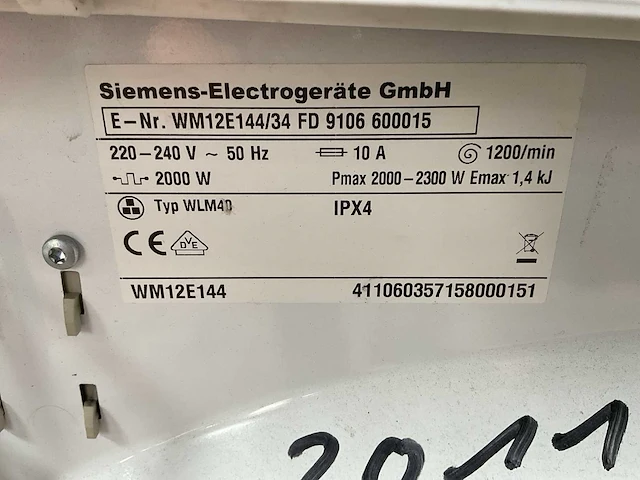 Siemens-Electrogeräte GmbH
E-Nr. WM12E144/34 FD 9106 600015
220-240 V ~ 50 Hz 10 A 1200/min
2000 W Pmax 2000-2300 W Emax 1,4 kJ
Typ WLM40 IPX4
CE DVE
WM12E144 411060357158000151
2011